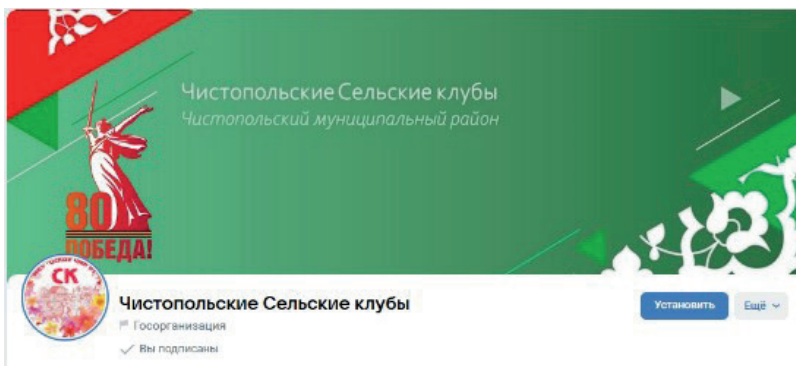 Чистопольские Сельские клубы
Чистопольский муниципальный район
80
ПОБЕДА!
СК
Чистопольские Сельские клубы
Госорганизация
Вы подписаны
Установить
Ещё